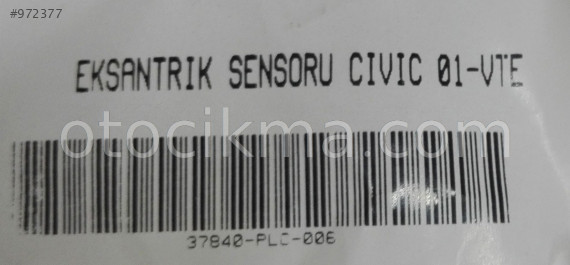 #972377
EKSANTRIK SENSORU CIVIC 01-VTE
otocikma.com
37840-PLC-006